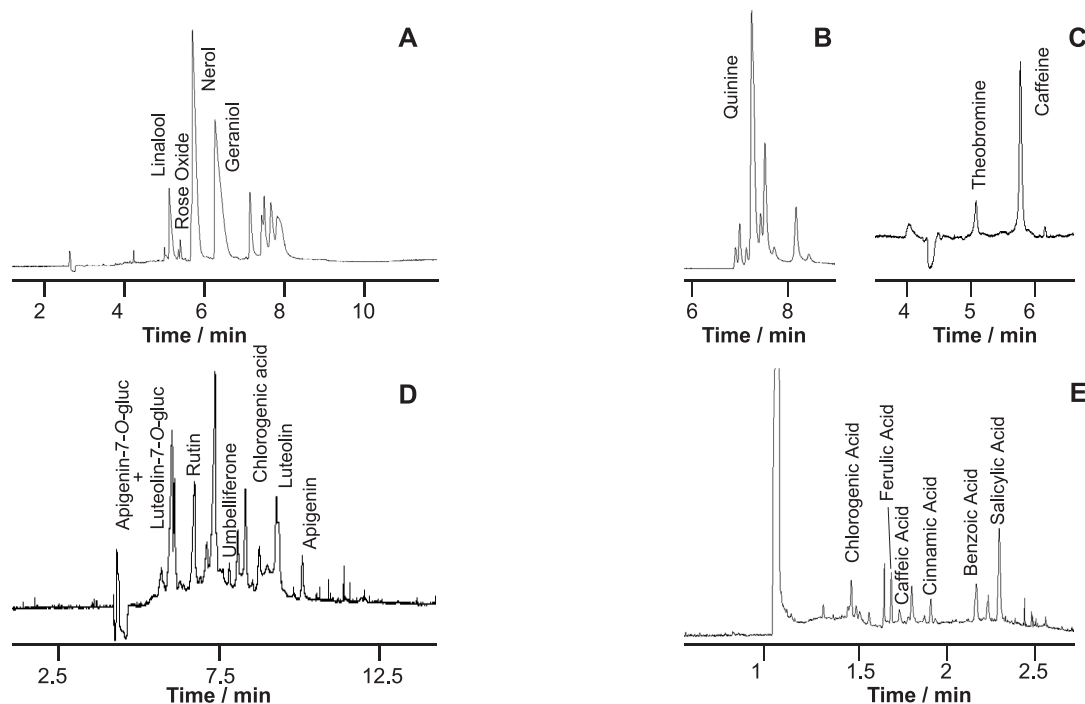 A
Linalool
Rose Oxide
Nerol
Geraniol
2 4 6 8 10
Time / min
B
Quinine
6 8
Time / min
C
Theobromine
Caffeine
4 5 6
Time / min
D
Apigenin-7-O-gluc
+
Luteolin-7-O-gluc
Rutin
Umbelliferone
Chlorogenic acid
Luteolin
Apigenin
2.5 7.5 12.5
Time / min
E
Chlorogenic Acid
Ferulic Acid
Caffeic Acid
Cinnamic Acid
Benzoic Acid
Salicylic Acid
1 1.5 2 2.5
Time / min